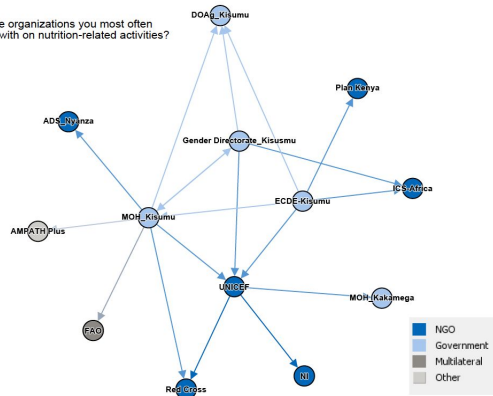 e organizations you most often
with on nutrition-related activities?
DOAg_Kisumu
Plan Kenya
ADS_Nyanza
Gender Directorate_Kisusmu
ICS-Africa
ECDE-Kisumu
MOH_Kisumu
AMPATH Plus
UNICEF
MOH_Kakamega
FAO
NI
Red Cross
NGO
Government
Multilateral
Other